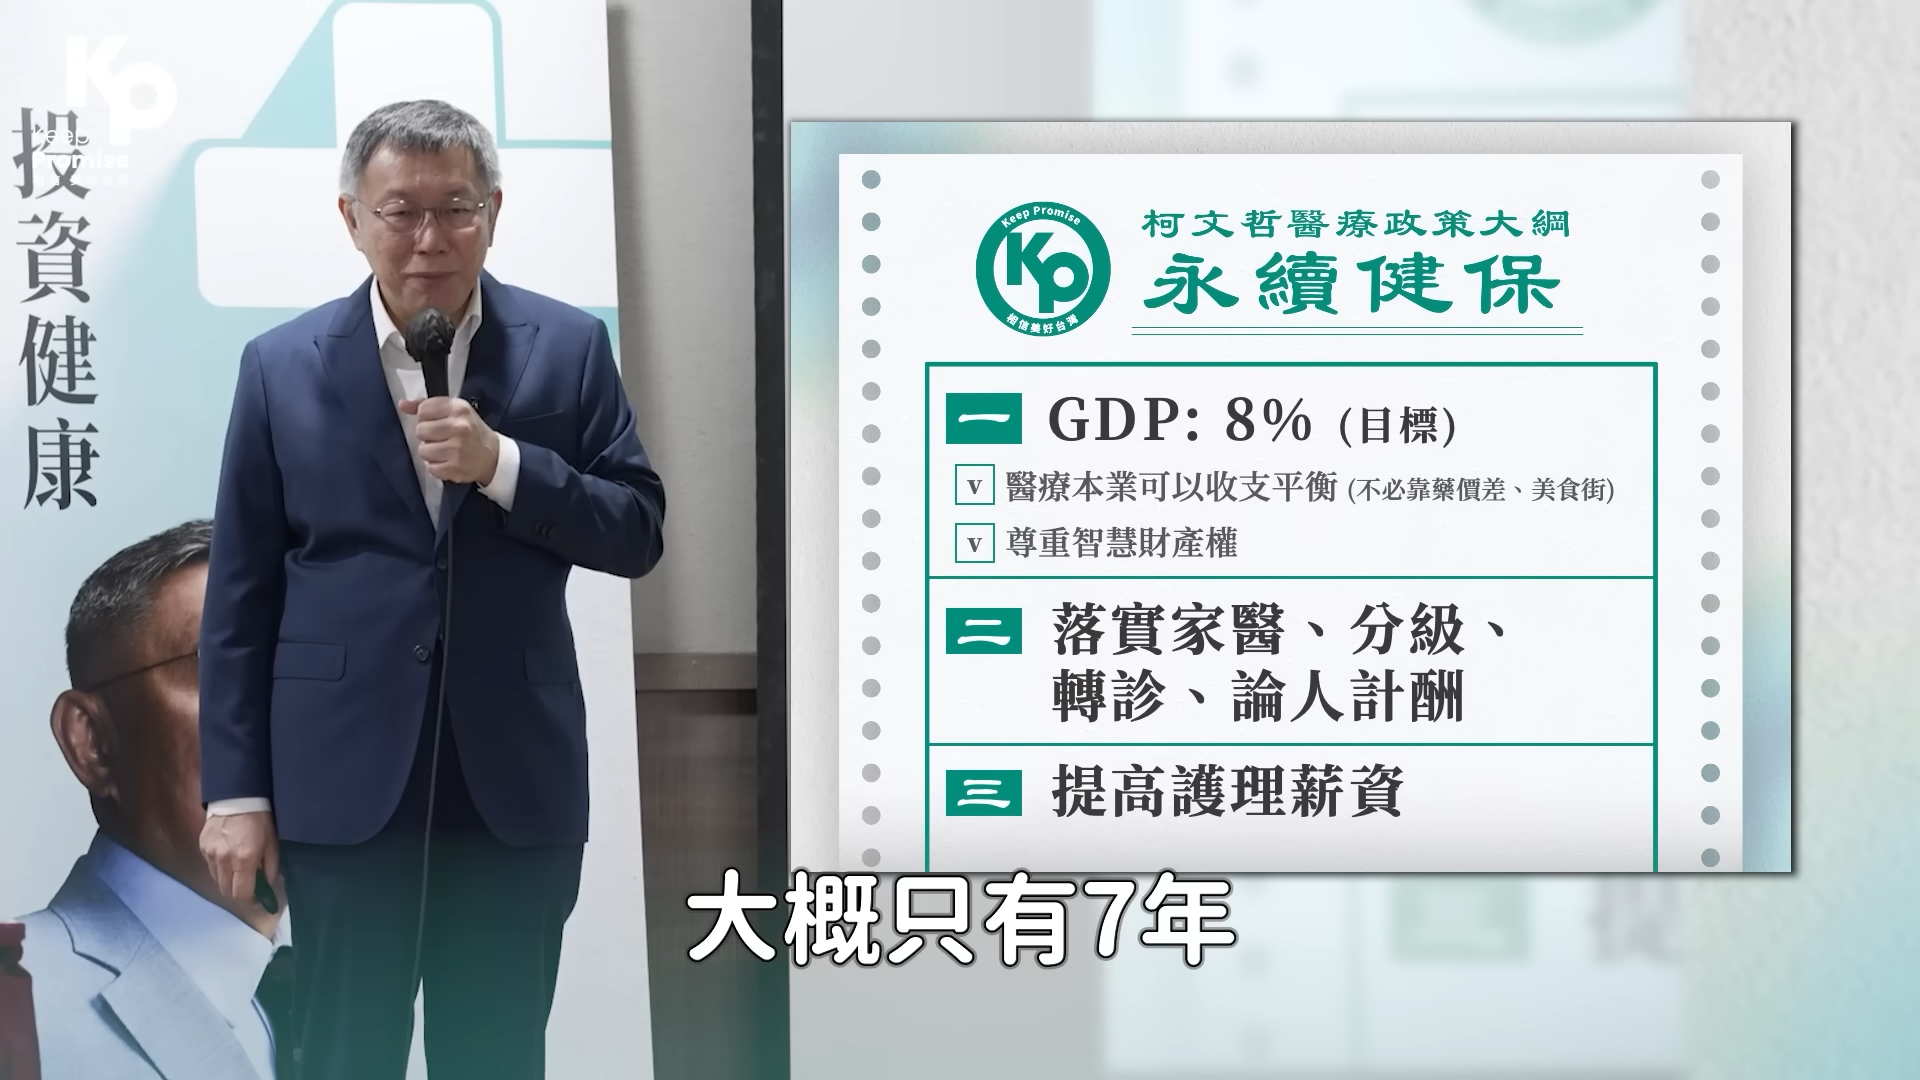 Kp
Keep
Promise
投資健康
Keep Promise
Kp
相信美好台灣
柯文哲醫療政策大綱
永續健保
一 GDP: 8% (目標)
v 醫療本業可以收支平衡 (不必靠藥價差、美食街)
v 尊重智慧財產權
二 落實家醫、分級、
轉診、論人計酬
三 提高護理薪資
大概只有7年